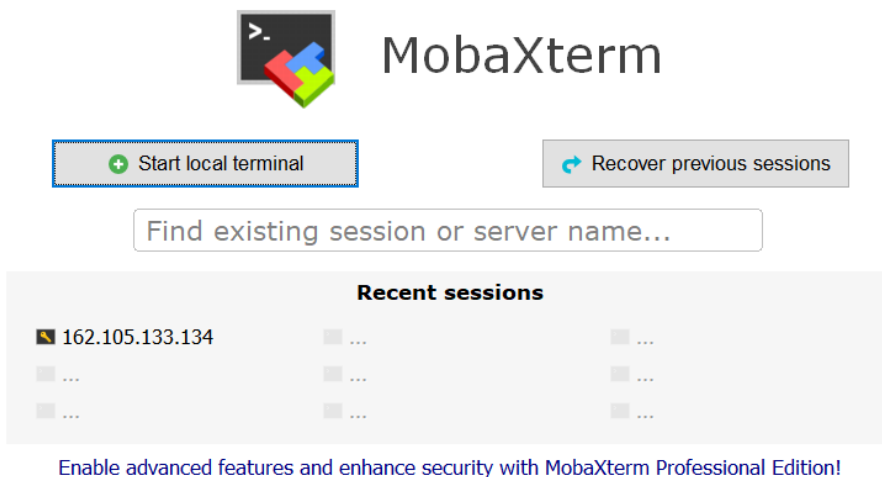 >_
MobaXterm
Start local terminal
Recover previous sessions
Find existing session or server name...
Recent sessions
162.105.133.134 ... ...
... ... ...
... ... ...
Enable advanced features and enhance security with MobaXterm Professional Edition!